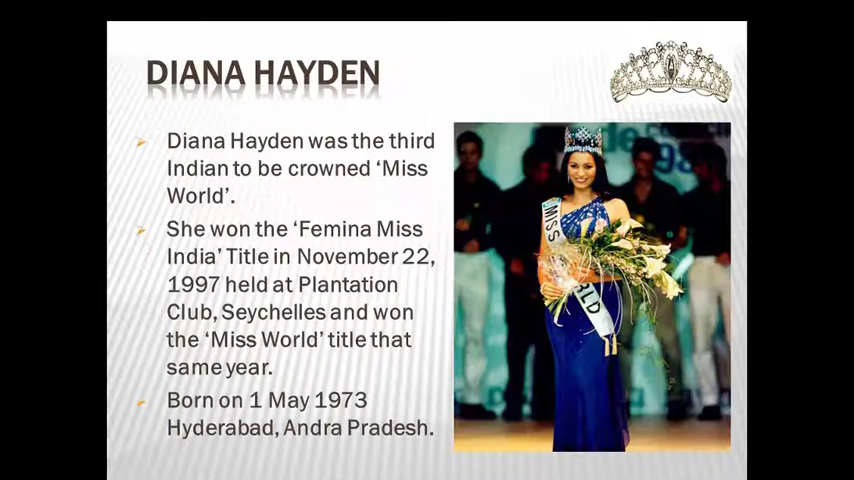 DIANA HAYDEN
Diana Hayden was the third
Indian to be crowned ‘Miss
World’.
She won the ‘Femina Miss
India’ Title in November 22,
1997 held at Plantation
Club, Seychelles and won
the ‘Miss World’ title that
same year.
Born on 1 May 1973
Hyderabad, Andra Pradesh.
MISS
RLD